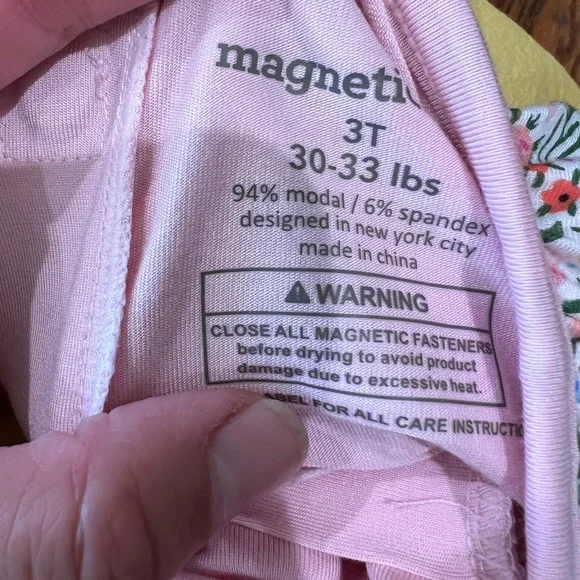 magnetic
3T
30-33 lbs
94% modal / 6% spandex
designed in new york city
made in china
WARNING
CLOSE ALL MAGNETIC FASTENERS
before drying to avoid product
damage due to excessive heat.
FOR ALL CARE